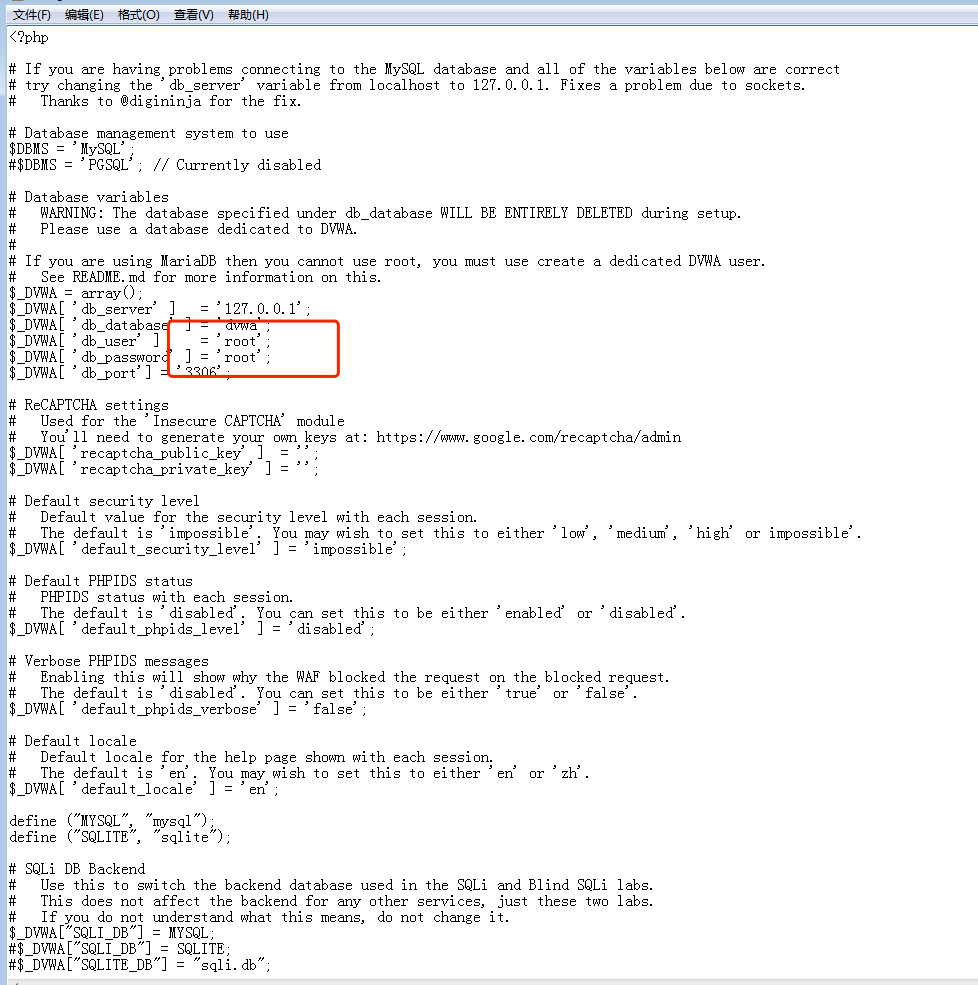 文件(F) 编辑(E) 格式(O) 查看(V) 帮助(H)
<?php
# If you are having problems connecting to the MySQL database and all of the variables below are correct
# try changing the 'db_server' variable from localhost to 127.0.0.1. Fixes a problem due to sockets.
#   Thanks to @digininja for the fix.
# Database management system to use
$DBMS = 'MySQL';
#$DBMS = 'PGSQL'; // Currently disabled
# Database variables
#   WARNING: The database specified under db_database WILL BE ENTIRELY DELETED during setup.
#   Please use a database dedicated to DVWA.
#
# If you are using MariaDB then you cannot use root, you must use create a dedicated DVWA user.
#   See README.md for more information on this.
$_DVWA = array();
$_DVWA[ 'db_server' ]   = '127.0.0.1';
$_DVWA[ 'db_database' ] = 'dvwa';
$_DVWA[ 'db_user' ]     = 'root';
$_DVWA[ 'db_password' ] = 'root';
$_DVWA[ 'db_port'] = '3306';
# ReCAPTCHA settings
#   Used for the 'Insecure CAPTCHA' module
#   You'll need to generate your own keys at: https://www.google.com/recaptcha/admin
$_DVWA[ 'recaptcha_public_key' ]  = '';
$_DVWA[ 'recaptcha_private_key' ] = '';
# Default security level
#   Default value for the security level with each session.
#   The default is 'impossible'. You may wish to set this to either 'low', 'medium', 'high' or impossible'.
$_DVWA[ 'default_security_level' ] = 'impossible';
# Default PHPIDS status
#   PHPIDS status with each session.
#   The default is 'disabled'. You can set this to be either 'enabled' or 'disabled'.
$_DVWA[ 'default_phpids_level' ] = 'disabled';
# Verbose PHPIDS messages
#   Enabling this will show why the WAF blocked the request on the blocked request.
#   The default is 'disabled'. You can set this to be either 'true' or 'false'.
$_DVWA[ 'default_phpids_verbose' ] = 'false';
# Default locale
#   Default locale for the help page shown with each session.
#   The default is 'en'. You may wish to set this to either 'en' or 'zh'.
$_DVWA[ 'default_locale' ] = 'en';
define ("MYSQL", "mysql");
define ("SQLITE", "sqlite");
# SQLi DB Backend
#   Use this to switch the backend database used in the SQLi and Blind SQLi labs.
#   This does not affect the backend for any other services, just these two labs.
#   If you do not understand what this means, do not change it.
$_DVWA["SQLI_DB"] = MYSQL;
#$_DVWA["SQLI_DB"] = SQLITE;
#$_DVWA["SQLITE_DB"] = "sqli.db";